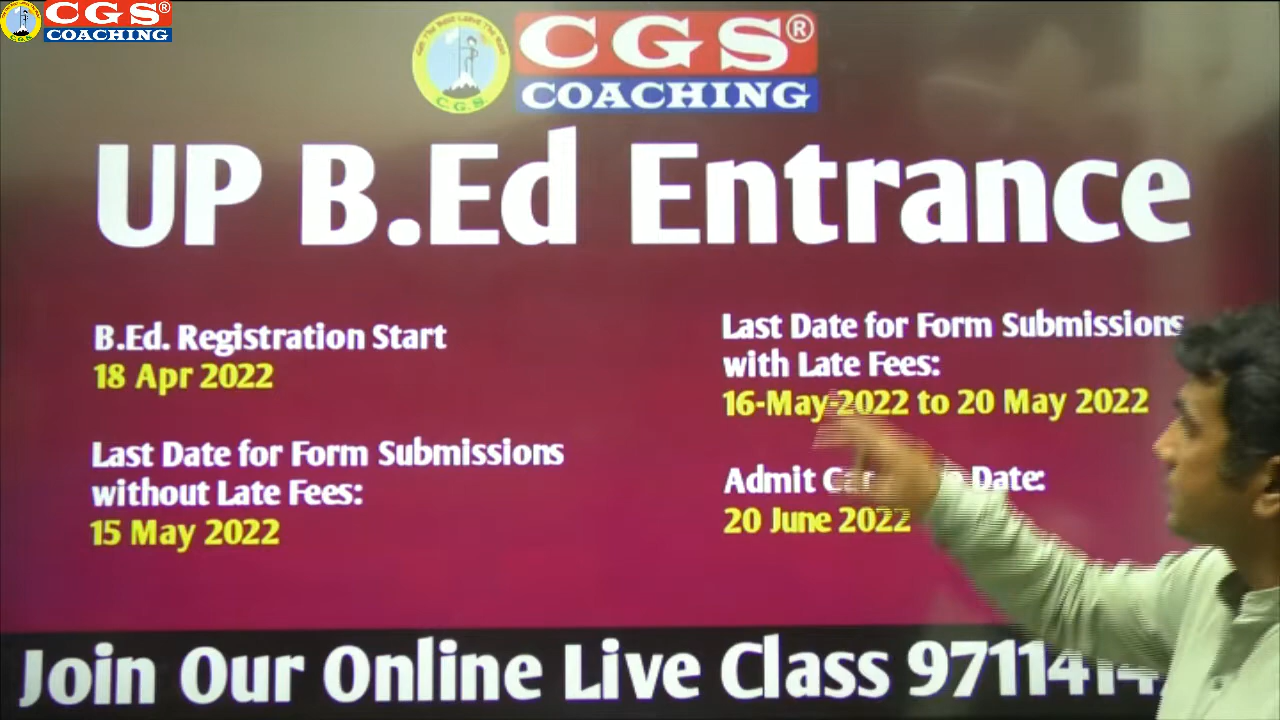 CGS®
COACHING
CGS®
COACHING
C.G.S.
UP B.Ed Entrance
B.Ed. Registration Start
18 Apr 2022
Last Date for Form Submissions
without Late Fees:
15 May 2022
Last Date for Form Submissions
with Late Fees:
16-May-2022 to 20 May 2022
Admit Date:
20 June 2022
Join Our Online Live Class